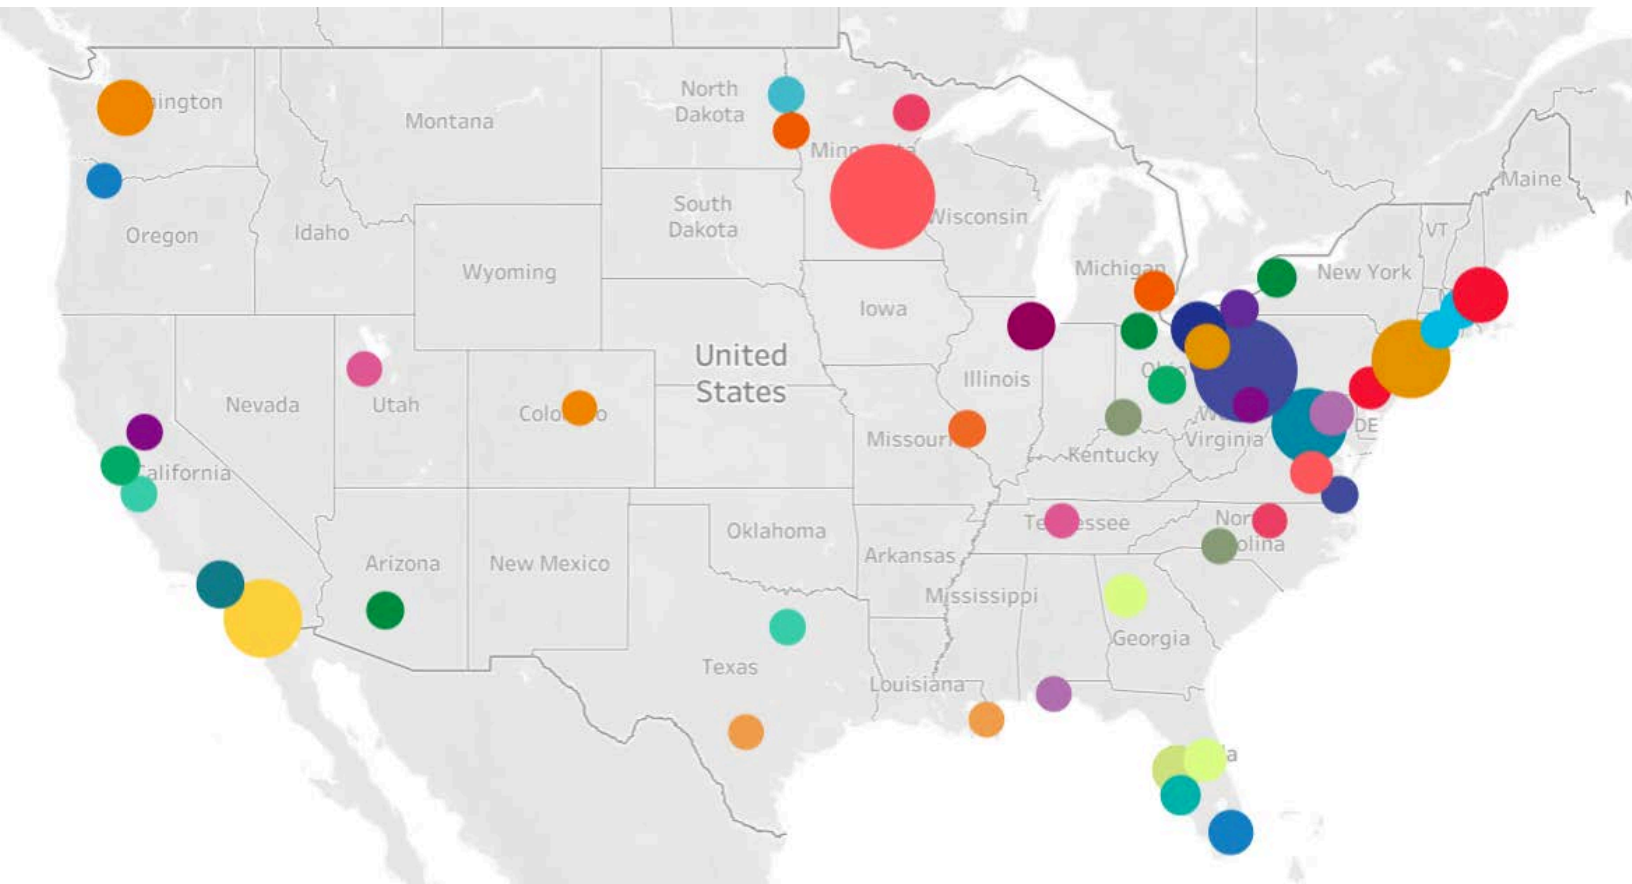 ington
North
Dakota
Montana
Maine
South
Dakota
Wisconsin
VT
Oregon
Idaho
Wyoming
Michigan
New York
Iowa
United
States
Illinois
Nevada
Utah
Missouri
DE
Virginia
Kentucky
alifornia
Oklahoma
Arkansas
Arizona
New Mexico
Mississippi
Georgia
Texas
Louisiana